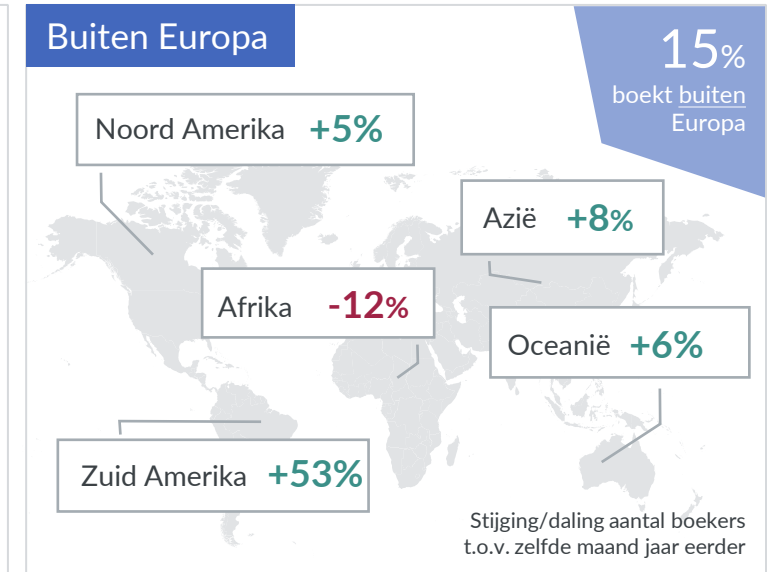 Buiten Europa
15%
boekt buiten
Europa
Noord Amerika +5%
Azië +8%
Afrika -12%
Oceanië +6%
Zuid Amerika +53%
Stijging/daling aantal boekers
t.o.v. zelfde maand jaar eerder